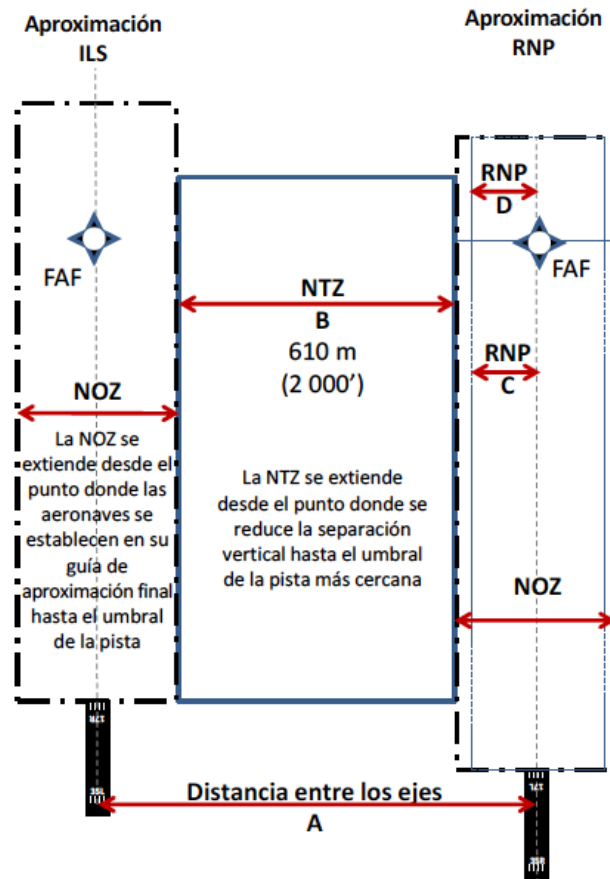 Aproximación
ILS
Aproximación
RNP
FAF
NOZ
La NOZ se
extiende desde el
punto donde las
aeronaves se
establecen en su
guía de
aproximación final
hasta el umbral
de la pista
NTZ
B
610 m
(2 000’)
La NTZ se extiende
desde el punto donde se
reduce la separación
vertical hasta el umbral
de la pista más cercana
RNP
D
FAF
RNP
C
NOZ
17R
17L
Distancia entre los ejes
A